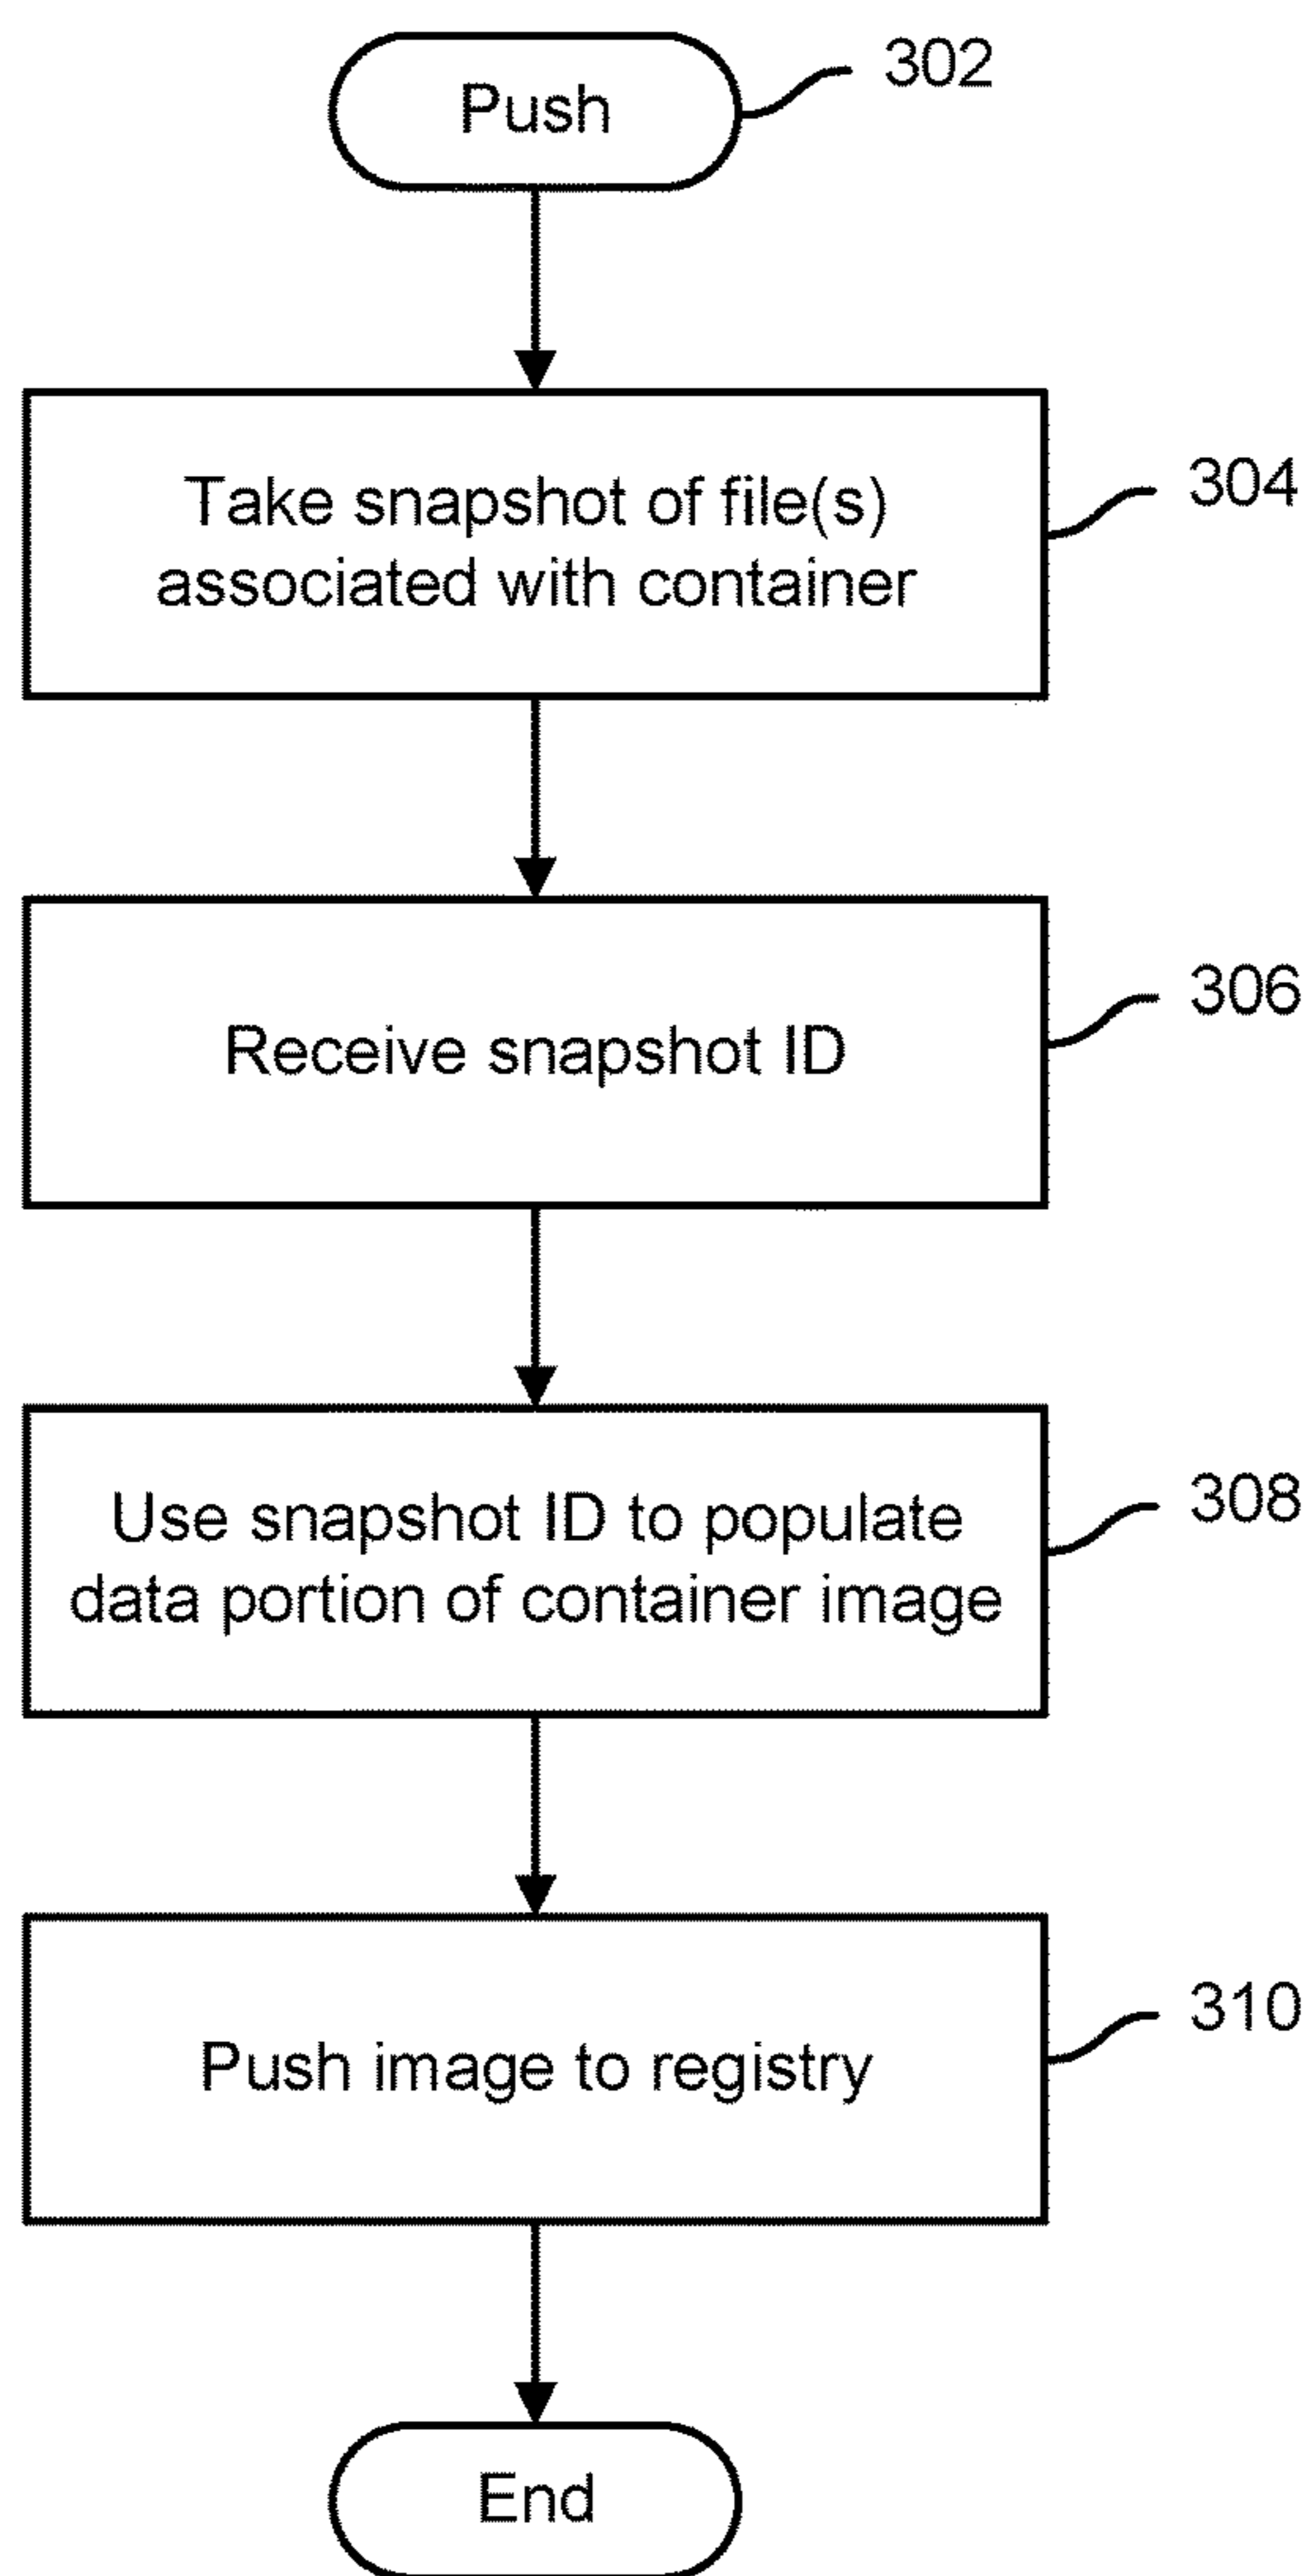 Push
302
Take snapshot of file(s)
associated with container
304
Receive snapshot ID
306
Use snapshot ID to populate
data portion of container image
308
Push image to registry
310
End